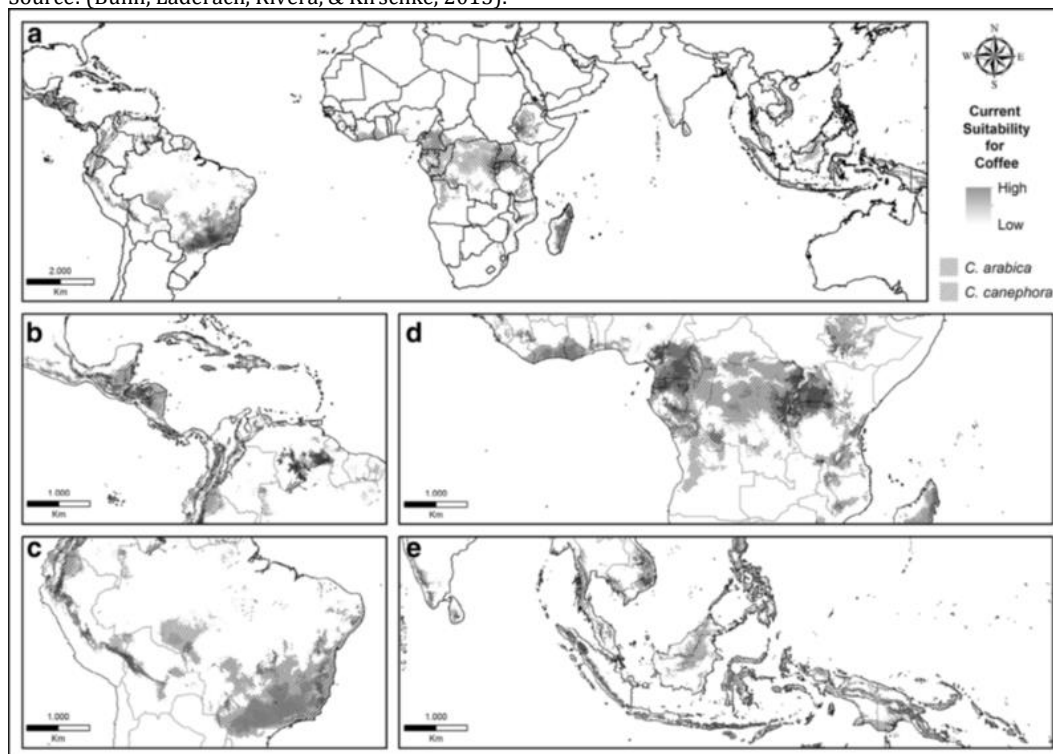 Source: (Bunn, Läderach, Rivera, & Kirschke, 2015).
a
N
W E
S
Current
Suitability
for
Coffee
High
Low
C. arabica
C. canephora
2.000
Km
b
1.000
Km
d
1.000
Km
c
1.000
Km
e
1.000
Km